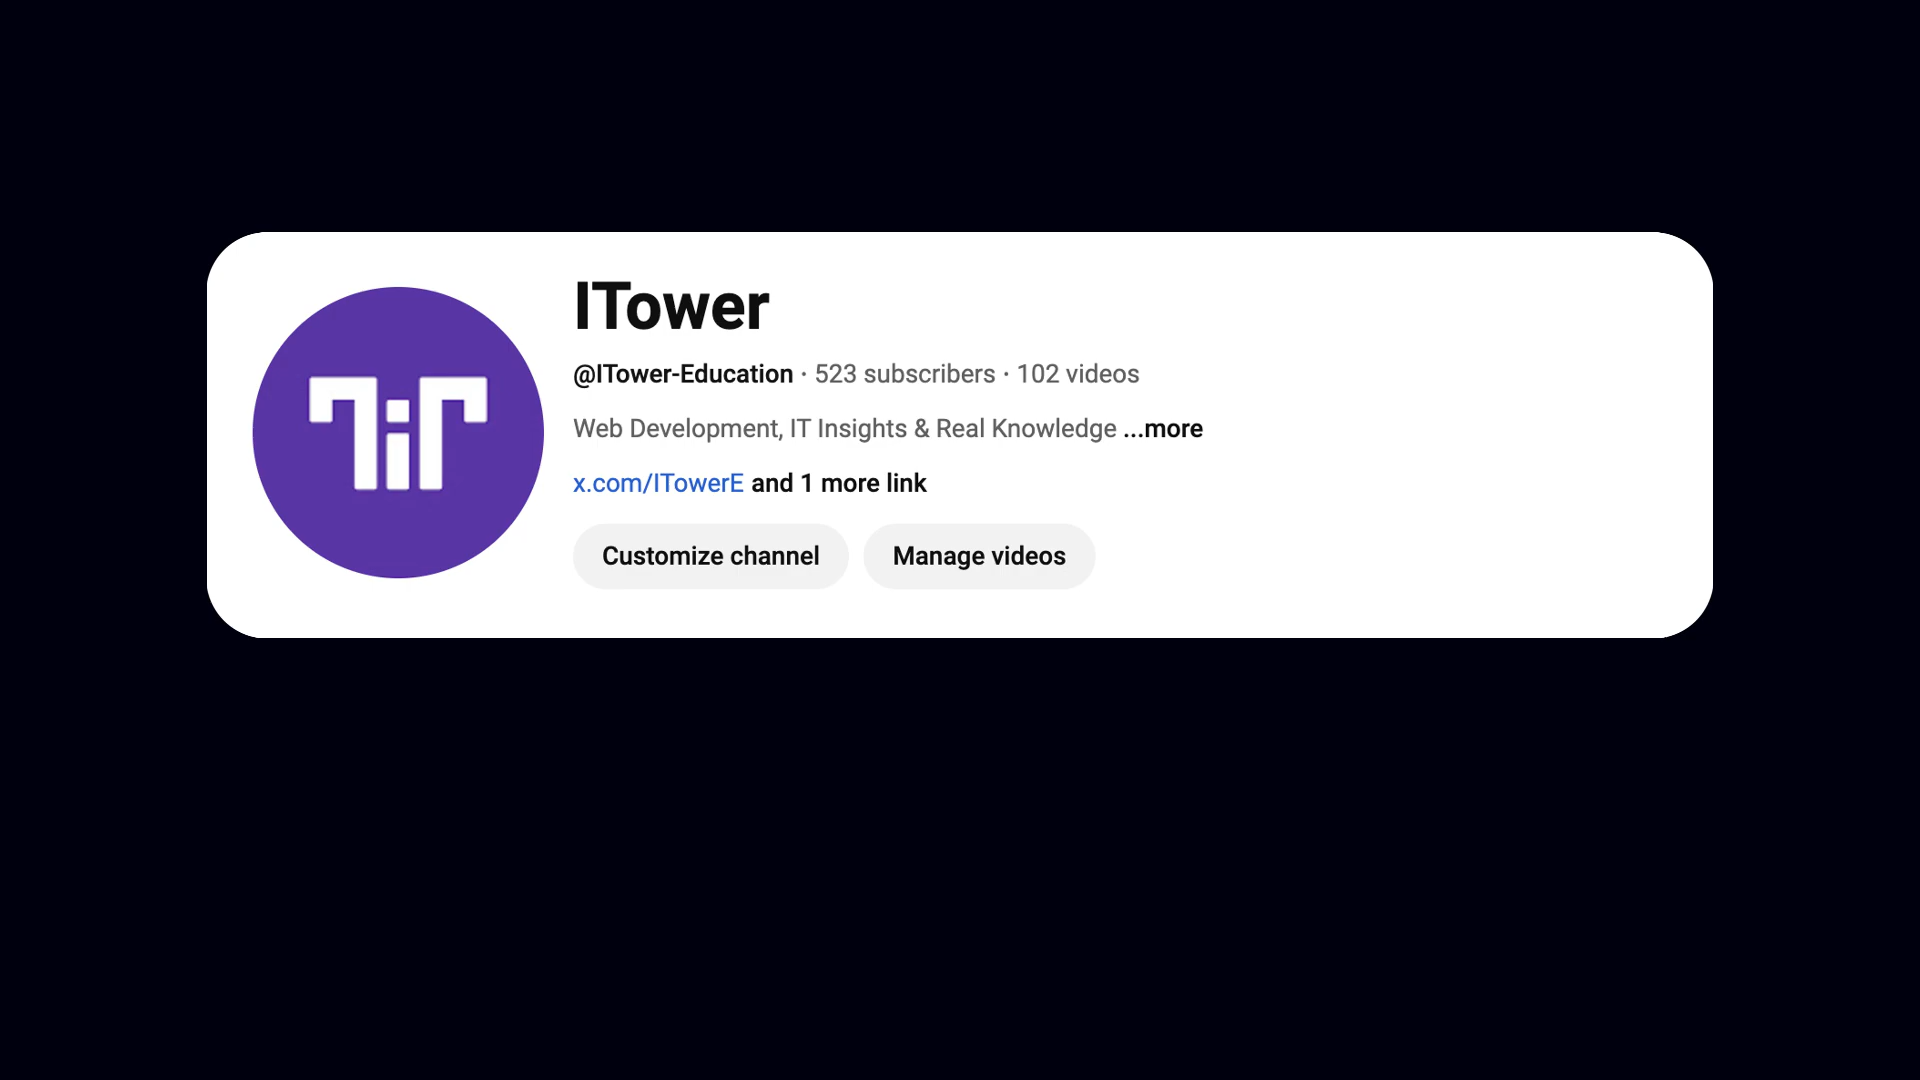 ITower
@ITower-Education · 523 subscribers · 102 videos
Web Development, IT Insights & Real Knowledge ...more
x.com/ITowerE and 1 more link
Customize channel
Manage videos